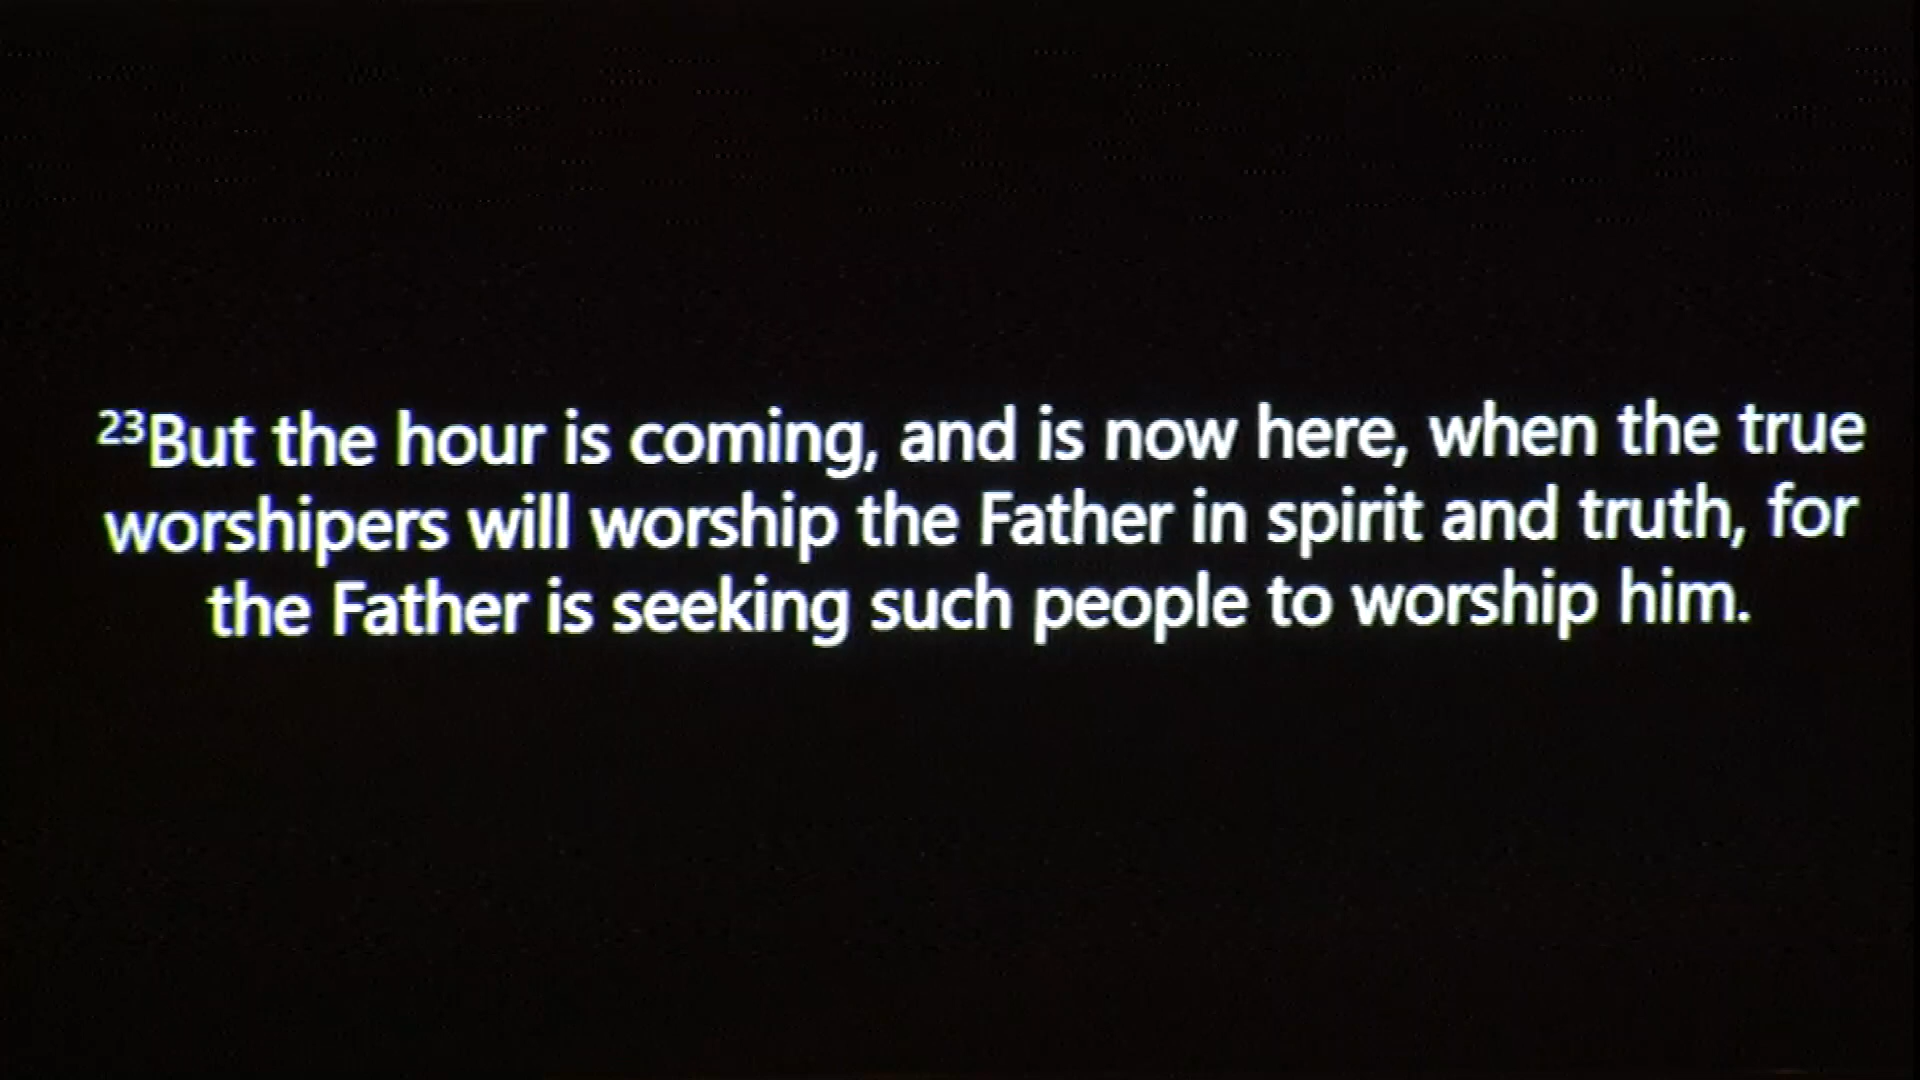 ²³But the hour is coming, and is now here, when the true
worshipers will worship the Father in spirit and truth, for
the Father is seeking such people to worship him.